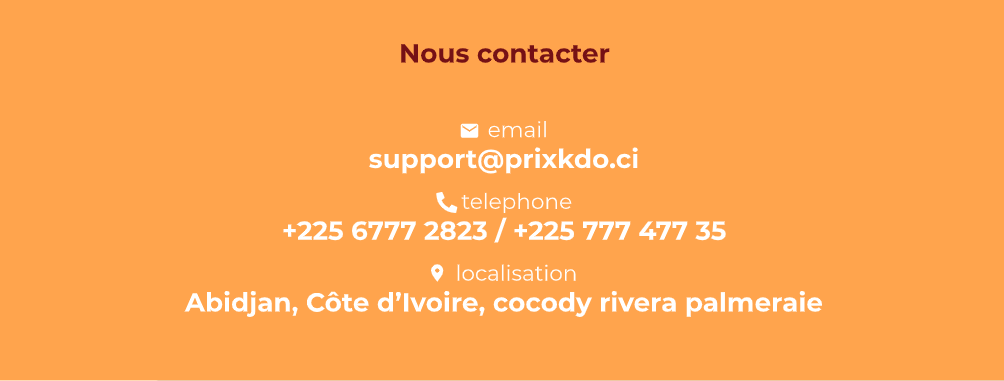 Nous contacter
email
support@prixkdo.ci
telephone
+225 6777 2823 / +225 777 477 35
localisation
Abidjan, Côte d’Ivoire, cocody rivera palmeraie